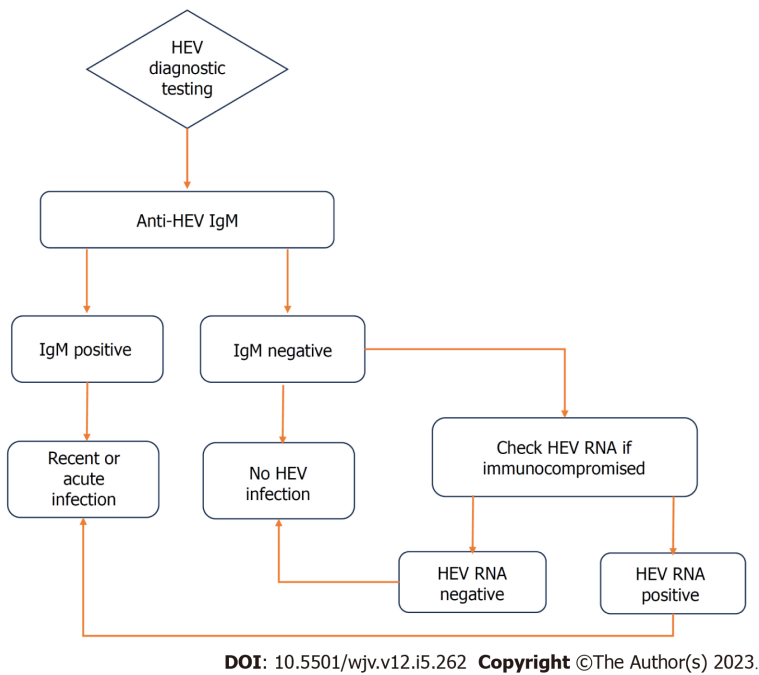 HEV
diagnostic
testing
Anti-HEV IgM
IgM positive
IgM negative
Recent or
acute
infection
No HEV
infection
Check HEV RNA if
immunocompromised
HEV RNA
negative
HEV RNA
positive
DOI: 10.5501/wjv.v12.i5.262 Copyright ©The Author(s) 2023.